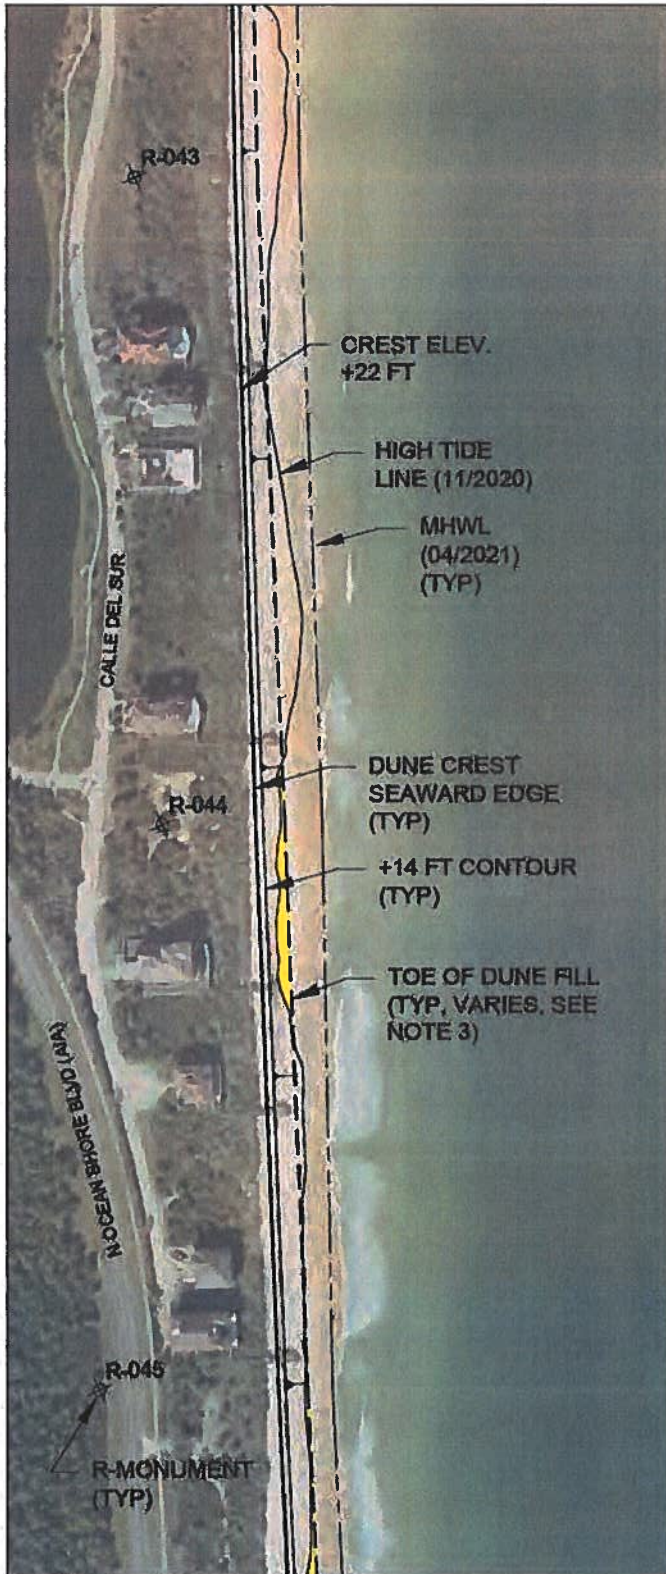 R-043
CREST ELEV.
+22 FT
HIGH TIDE
LINE (11/2020)
MHWL
(04/2021)
(TYP)
CALLE DEL SUR
DUNE CREST
SEAWARD EDGE
(TYP)
R-044
+14 FT CONTOUR
(TYP)
TOE OF DUNE FILL
(TYP, VARIES, SEE
NOTE 3)
N OCEAN SHORE BLVD (A1A)
R-045
R-MONUMENT
(TYP)